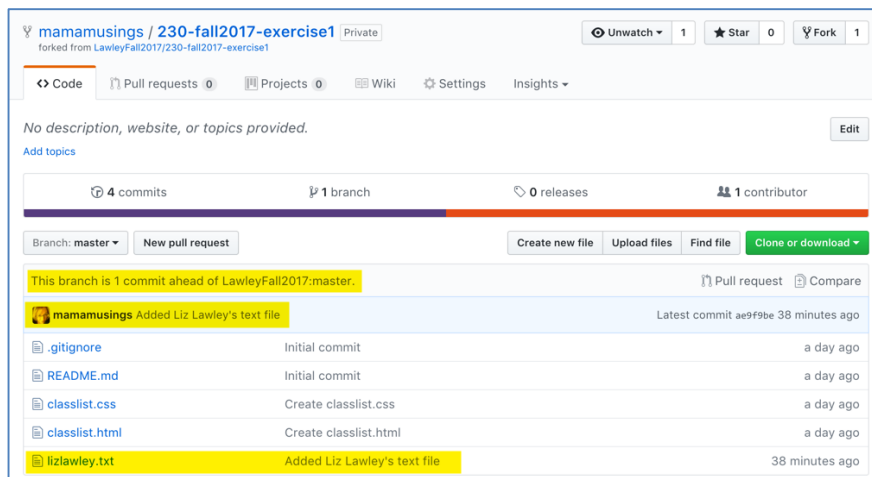 mamamusings / 230-fall2017-exercise1 Private Unwatch 1 Star 0 Fork 1
forked from LawleyFall2017/230-fall2017-exercise1
<> Code Pull requests 0 Projects 0 Wiki Settings Insights
No description, website, or topics provided. Edit
Add topics
4 commits 1 branch 0 releases 1 contributor
Branch: master New pull request Create new file Upload files Find file Clone or download
This branch is 1 commit ahead of LawleyFall2017:master. Pull request Compare
mamamusings Added Liz Lawley's text file Latest commit ae9f9be 38 minutes ago
.gitignore Initial commit a day ago
README.md Initial commit a day ago
classlist.css Create classlist.css a day ago
classlist.html Create classlist.html a day ago
lizlawley.txt Added Liz Lawley's text file 38 minutes ago